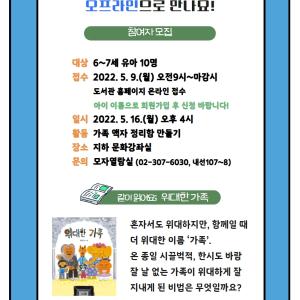 오프라인으로 만나요!
참여자 모집
대상 6~7세 유아 10명
접수 2022. 5. 9.(월) 오전9시~마감시
도서관 홈페이지 온라인 접수
아이 이름으로 회원가입 후 신청 바랍니다!
일시 2022. 5. 16.(월) 오후 4시
활동 가족 액자 정리함 만들기
장소 지하 문화강좌실
문의 모자열람실 (02-307-6030, 내선107~8)
같이 읽어요 위대한 가족
위대한 가족
혼자서도 위대하지만, 함께일 때
더 위대한 이름 '가족'.
온 종일 시끌벅적, 한시도 바람
잘 날 없는 가족이 위대하게 잘
지내게 된 비법은 무엇일까요?